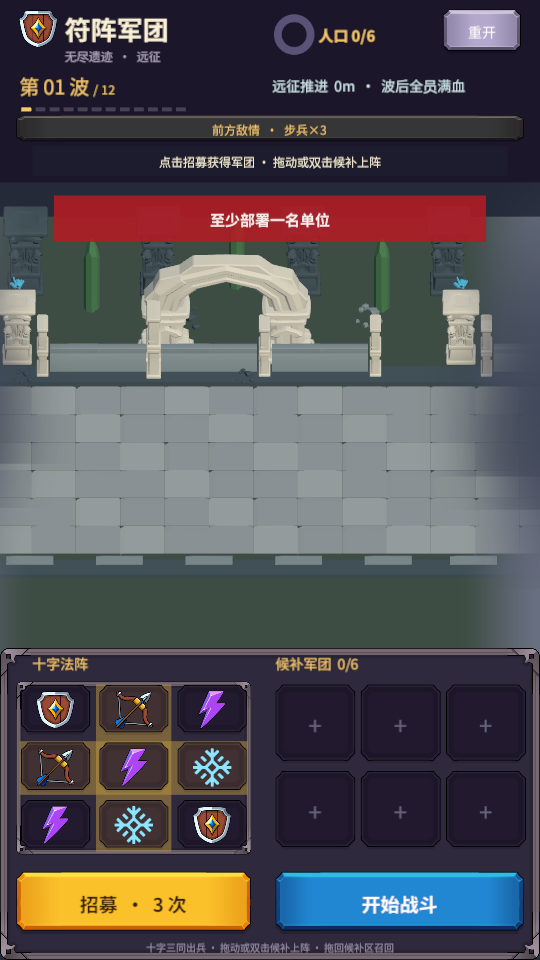 符阵军团
无尽遗迹 · 远征
人口 0/6
重开
第 01 波 / 12
远征推进 0m · 波后全员满血
前方敌情 · 步兵×3
点击招募获得军团 · 拖动或双击候补上阵
至少部署一名单位
十字法阵
候补军团 0/6
+ + +
+ + +
招募 · 3 次
开始战斗
十字三同出兵 · 拖动或双击候补上阵 · 拖回候补区召回